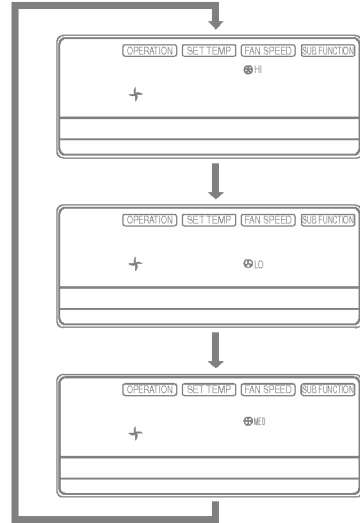 OPERATION SET TEMP FAN SPEED SUB FUNCTION
HI
OPERATION SET TEMP FAN SPEED SUB FUNCTION
LO
OPERATION SET TEMP FAN SPEED SUB FUNCTION
MED